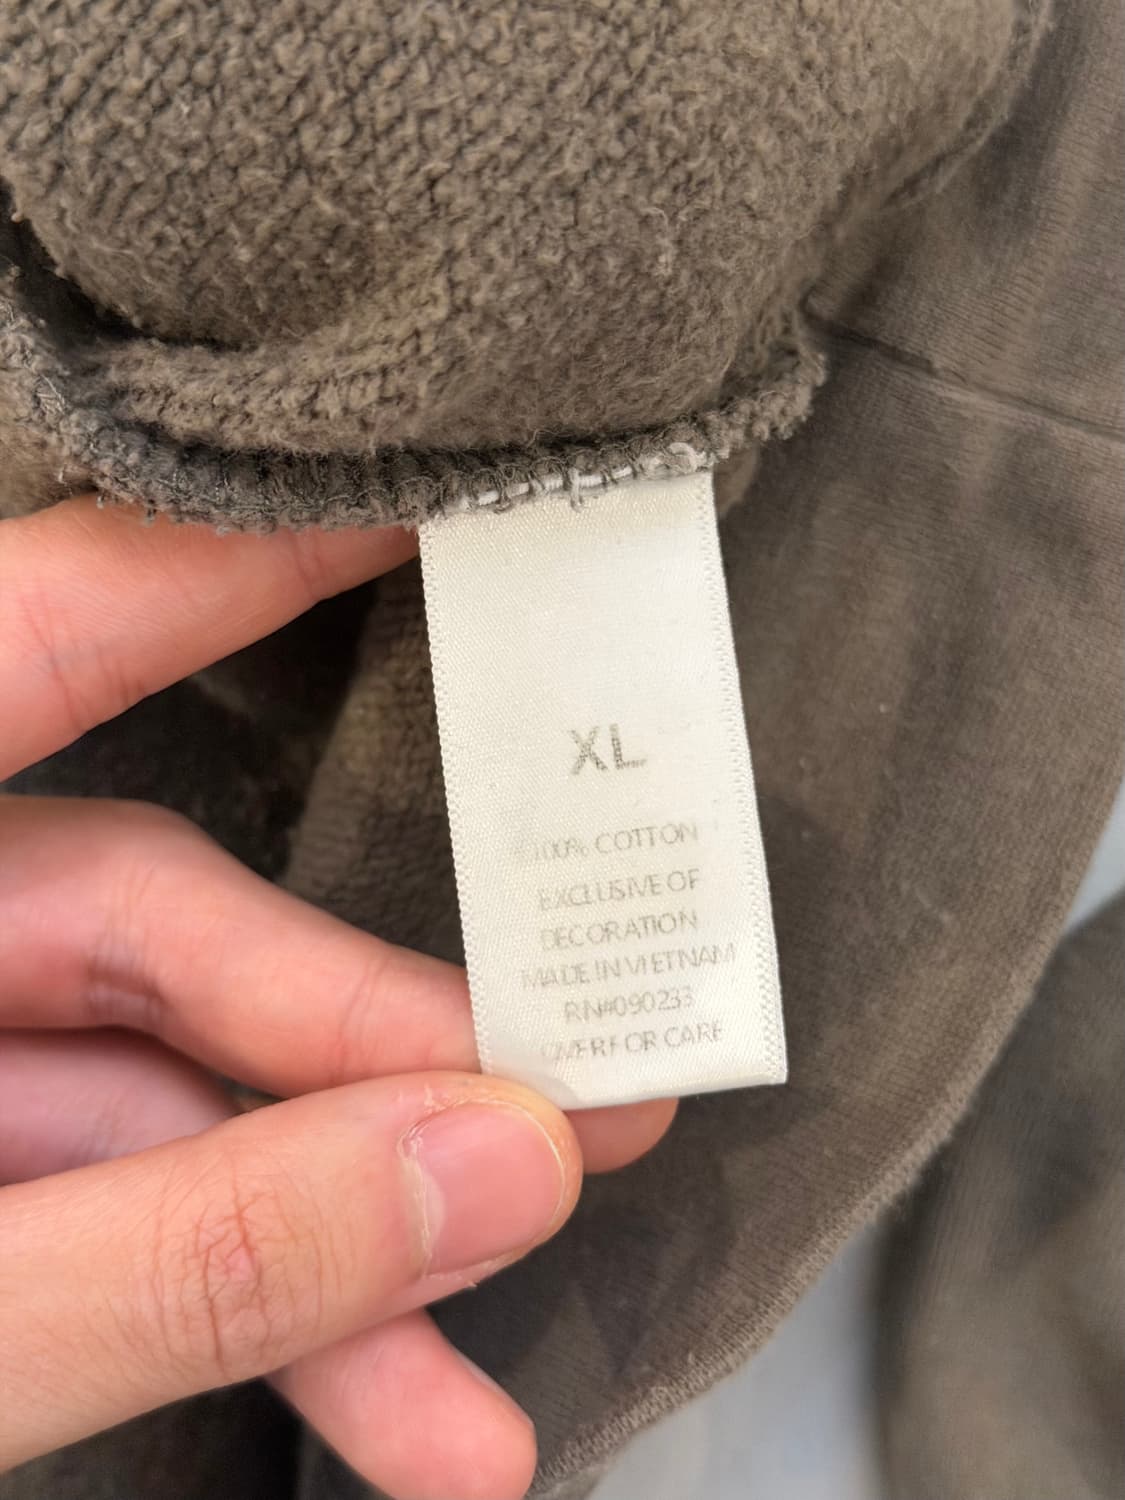 XL
100% COTTON
EXCLUSIVE OF
DECORATION
MADE IN VIETNAM
RN#090233
OVER FOR CARE